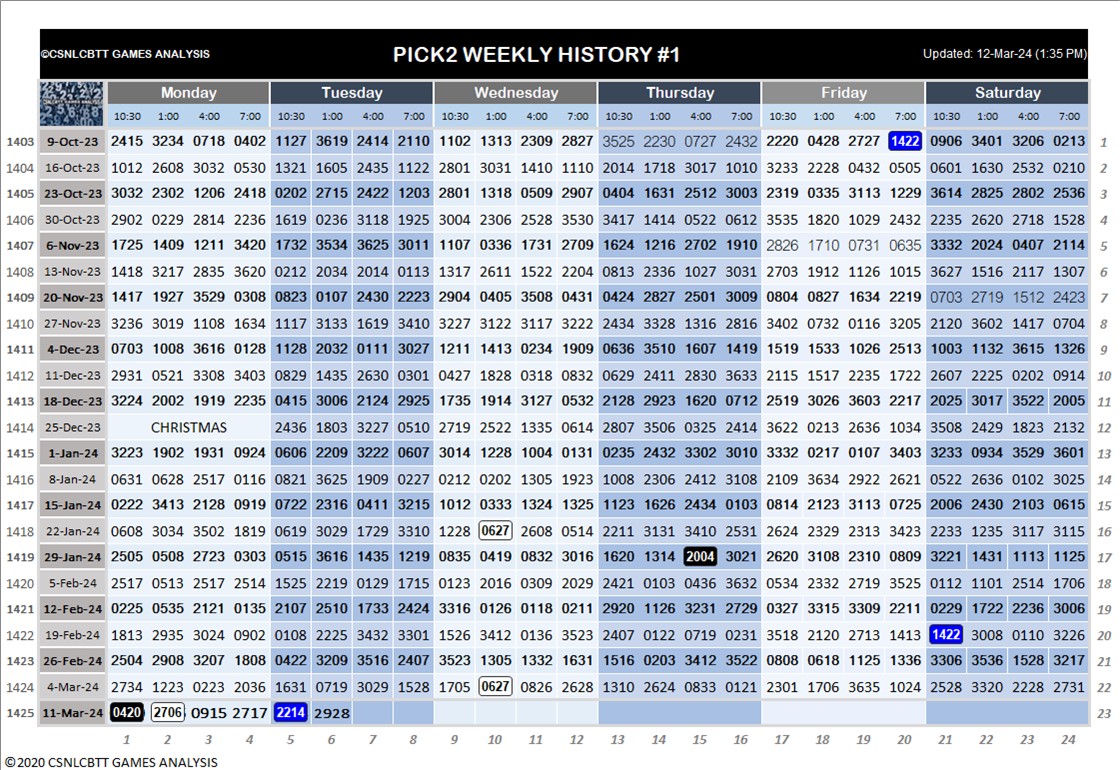 ©CSNLCBTT GAMES ANALYSIS PICK2 WEEKLY HISTORY #1 Updated: 12-Mar-24 (1:35 PM)
Monday Tuesday Wednesday Thursday Friday Saturday
10:30 1:00 4:00 7:00 10:30 1:00 4:00 8:00 10:30 1:00 4:00 7:00 10:30 1:00 4:00 7:00 10:30 1:00 4:00 7:00 10:30 1:00 4:00 7:00
1403 9-Oct-23 2415 3234 0718 0402 1127 3619 2414 2110 1102 1313 2309 2827 3525 2230 0727 2432 2220 0428 2727 1422 0906 3401 3206 0213 1
1404 16-Oct-23 1012 2608 3032 0530 1321 1605 2435 1122 2801 3031 1410 1110 2014 1718 3017 1010 3233 2228 0432 0505 0601 1630 2532 0210 2
1405 23-Oct-23 3032 2302 1206 2418 0202 2715 2422 1203 2801 1318 0509 2907 0404 1631 2512 3003 2319 0335 3113 1229 3614 2825 2802 2536 3
1406 30-Oct-23 2902 0229 2814 2236 1619 0236 3118 1925 3004 2306 2528 3530 3417 1414 0522 0612 3535 1820 1029 2432 2235 2620 2718 1528 4
1407 6-Nov-23 1725 1409 1211 3420 1732 3534 3625 3011 1107 0336 1731 2709 1624 1216 2702 1910 2826 1710 0731 0635 3332 2024 0407 2114 5
1408 13-Nov-23 1418 3217 2835 3620 0212 2034 2014 0113 1317 2611 1522 2204 0813 2336 1027 3031 2703 1912 1126 1015 3627 1516 2117 1307 6
1409 20-Nov-23 1417 1927 3529 0308 0823 0107 2430 2223 2904 0405 3508 0431 0424 2827 2501 3009 0804 0827 1634 2219 0703 2719 1512 2423 7
1410 27-Nov-23 3236 3019 1108 1634 1117 3133 1619 3410 3227 3122 3117 3222 2434 3328 1316 2816 3402 0732 0116 3205 2120 3602 1417 0704 8
1411 4-Dec-23 0703 1008 3616 0128 1128 2032 0111 3027 1211 1413 0234 1909 0636 3510 1607 1419 1519 1533 1026 2513 1003 1132 3615 1326 9
1412 11-Dec-23 2931 0521 3308 3403 0829 1435 2630 0301 0427 1828 0318 0832 0629 2411 2830 3633 2115 1517 2235 1722 2607 2225 0202 0914 10
1413 18-Dec-23 3224 2002 1919 2235 0415 3006 2124 2925 1735 1914 3127 0532 2128 2923 1620 0712 2519 3026 3603 2217 2025 3017 3522 2005 11
1414 25-Dec-23 CHRISTMAS 2436 1803 3227 0510 2719 2522 1335 0614 2807 3506 0325 2414 3622 0213 2636 1034 3508 2429 1823 2132 12
1415 1-Jan-24 3223 1902 1931 0924 0606 2209 3222 0607 3014 1228 1004 0131 0235 2432 3302 3010 3332 0217 0107 3403 3233 0934 3529 3601 13
1416 8-Jan-24 0631 0628 2517 0116 0821 3625 1909 0227 0212 0202 1305 1923 1008 2306 2412 3108 2109 3634 2922 2621 0522 2636 0102 3025 14
1417 15-Jan-24 0222 3413 2128 0919 0722 2316 0411 3215 1012 0333 1324 1325 1123 1626 2434 0103 0814 2123 3113 0725 2006 2430 2103 0615 15
1418 22-Jan-24 0608 3034 3502 1819 0619 3029 1729 3310 1228 0627 2608 0514 2211 3131 3410 2531 2624 2329 2313 3423 2233 1235 3117 3115 16
1419 29-Jan-24 2505 0508 2723 0303 0515 3616 1435 1219 0835 0419 0832 3016 1620 1314 2004 3021 2620 3108 2310 0809 3221 1431 1113 1125 17
1420 5-Feb-24 2517 0513 2517 2514 1525 2219 0129 1715 0123 2016 0309 2029 2421 0103 0436 3632 0534 2332 2719 3525 0112 1101 2514 1706 18
1421 12-Feb-24 0225 0535 2121 0135 2107 2510 1733 2424 3316 0126 0118 0211 2920 1126 3231 2729 0327 3315 3309 2211 0229 1722 2236 3006 19
1422 19-Feb-24 1813 2935 3024 0902 0108 2225 3432 3301 1526 3412 0136 3523 2407 0122 0719 0231 3518 2120 2713 1413 1422 3008 0110 3226 20
1423 26-Feb-24 2504 2908 3207 1808 0422 3209 3516 2407 3523 1305 1332 1631 1516 0203 3412 3522 0808 0618 1125 1336 3306 3536 1528 3217 21
1424 4-Mar-24 2734 1223 0223 2036 1631 0719 3029 1528 1705 0627 0826 2628 1310 2624 0833 0121 2301 1706 3635 1024 2528 3320 2228 2731 22
1425 11-Mar-24 0420 2706 0915 2717 2214 2928 23
1 2 3 4 5 6 7 8 9 10 11 12 13 14 15 16 17 18 19 20 21 22 23 24
©2020 CSNLCBTT GAMES ANALYSIS